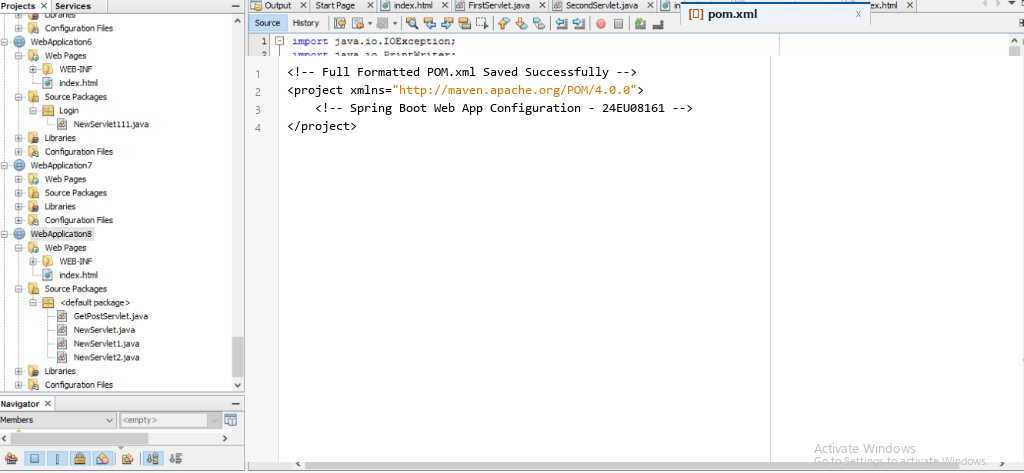 Projects × Services
Libraries
Configuration Files
WebApplication6
Web Pages
WEB-INF
index.html
Source Packages
Login
NewServlet111.java
Libraries
Configuration Files
WebApplication7
Web Pages
Source Packages
Libraries
Configuration Files
WebApplication8
Web Pages
WEB-INF
index.html
Source Packages
<default package>
GetPostServlet.java
NewServlet.java
NewServlet1.java
NewServlet2.java
Libraries
Configuration Files
Navigator ×
Members <empty>
Output × Start Page × index.html × FirstServlet.java × SecondServlet.java ×
[] pom.xml x
Source History
1 import java.io.IOException;
2 import java.io.PrintWriter;
1 <!-- Full Formatted POM.xml Saved Successfully -->
2 <project xmlns="http://maven.apache.org/POM/4.0.0">
3 <!-- Spring Boot Web App Configuration - 24EU08161 -->
4 </project>
Activate Windows
Go to Settings to activate Windows.